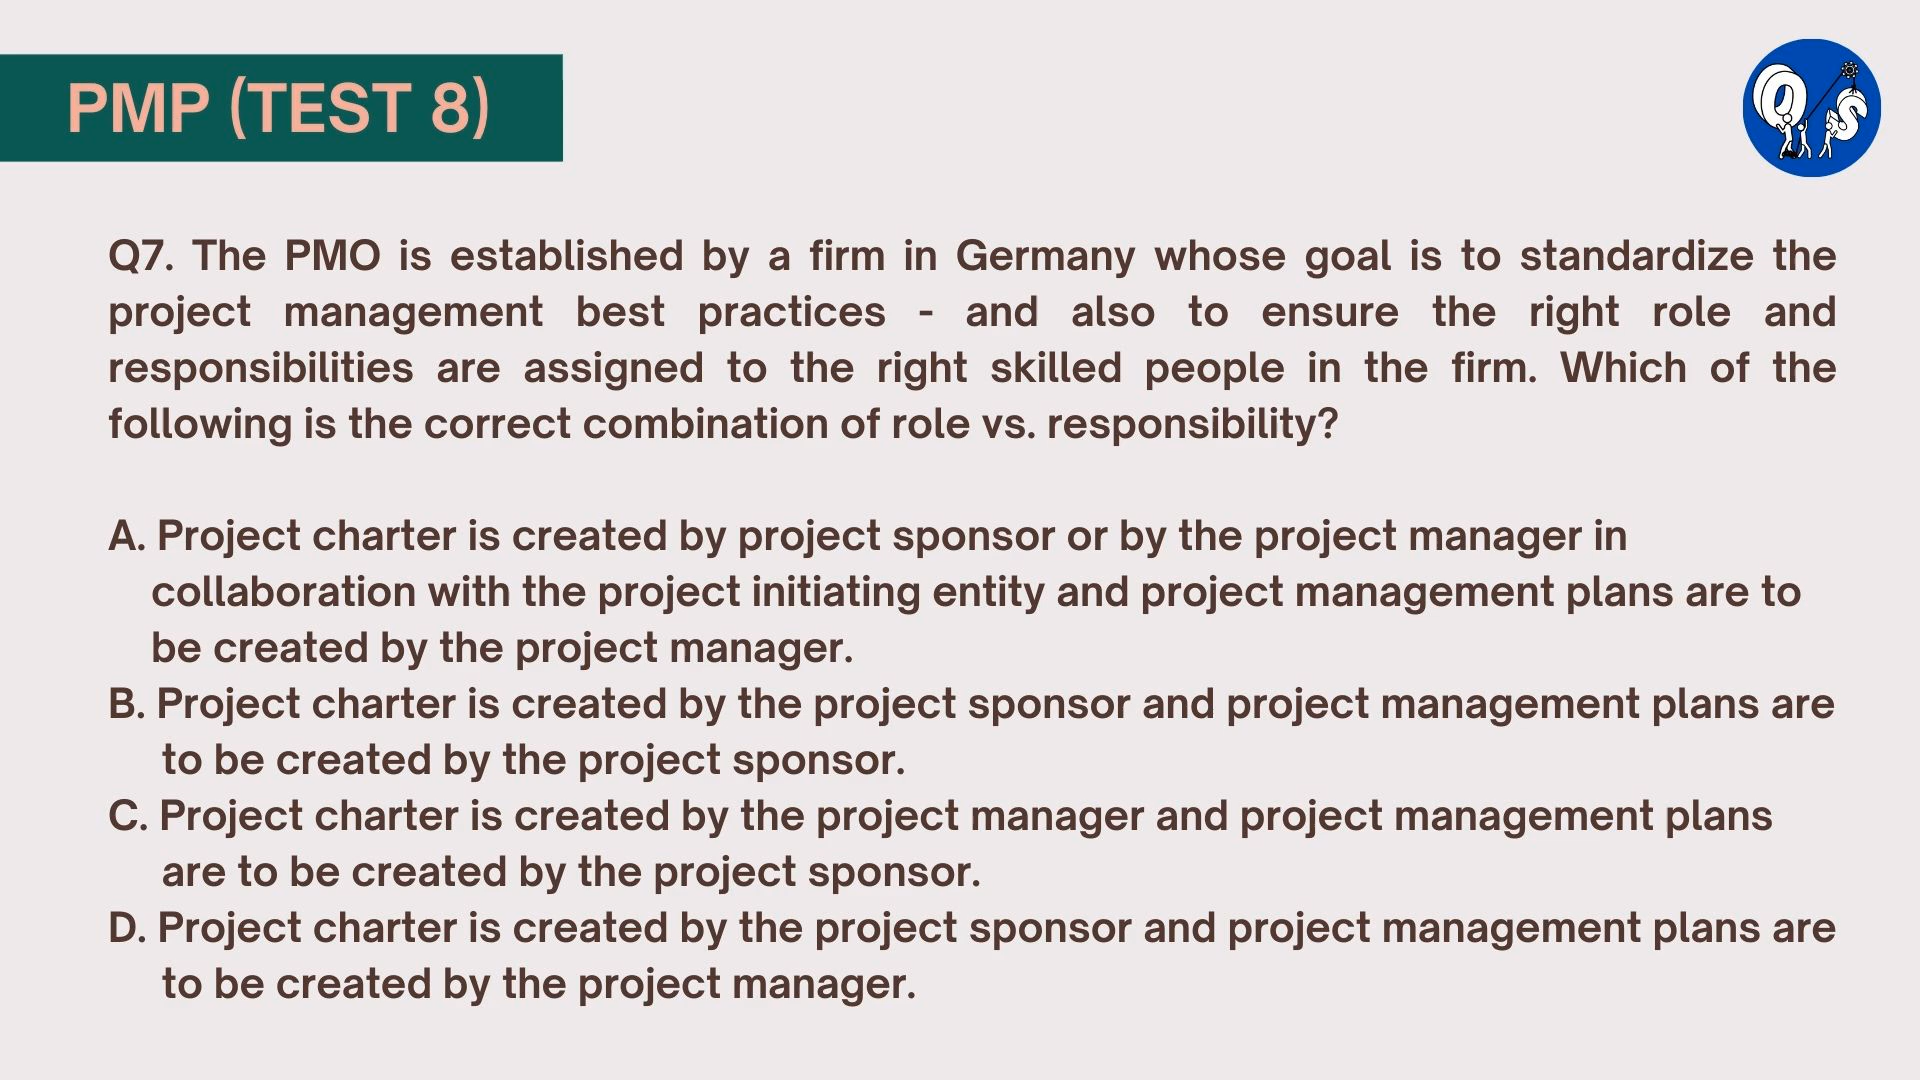 PMP (TEST 8)
Q S
Q7. The PMO is established by a firm in Germany whose goal is to standardize the
project management best practices - and also to ensure the right role and
responsibilities are assigned to the right skilled people in the firm. Which of the
following is the correct combination of role vs. responsibility?
A. Project charter is created by project sponsor or by the project manager in
collaboration with the project initiating entity and project management plans are to
be created by the project manager.
B. Project charter is created by the project sponsor and project management plans are
to be created by the project sponsor.
C. Project charter is created by the project manager and project management plans
are to be created by the project sponsor.
D. Project charter is created by the project sponsor and project management plans are
to be created by the project manager.